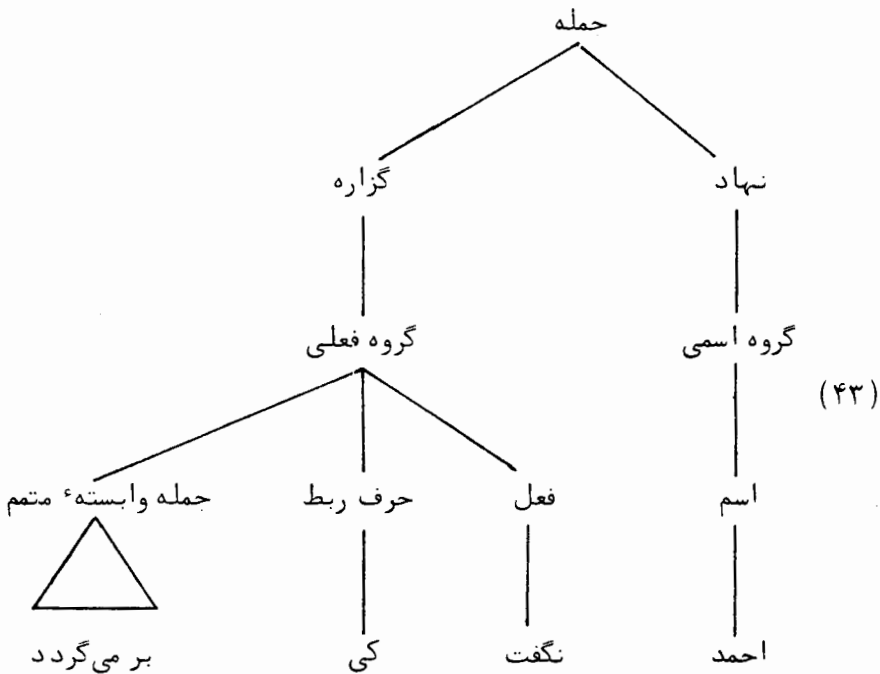 جمله
نهاد گزاره
گروه اسمی گروه فعلی
(۴۳)
اسم فعل حرف ربط جمله وابستهٔ متمم
احمد نگفت کی بر می‌گردد